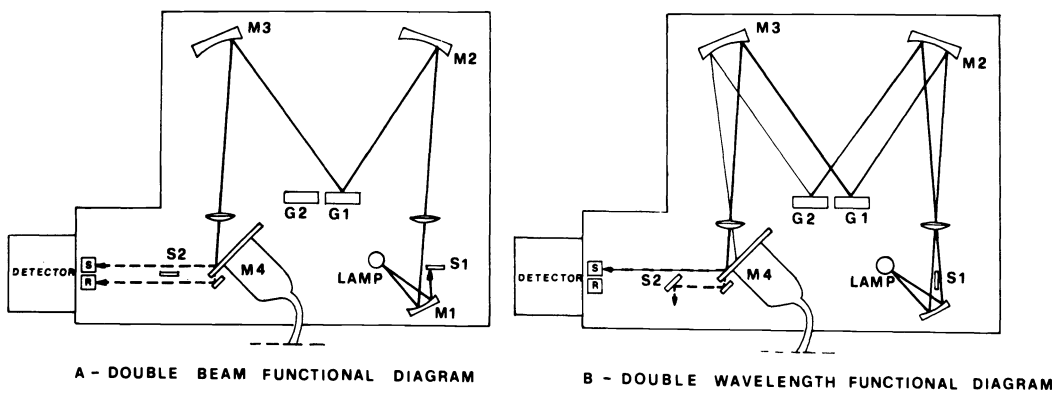 M3
M2
G2
G1
S2
M4
DETECTOR
S
R
LAMP
S1
M1
A - DOUBLE BEAM FUNCTIONAL DIAGRAM
M3
M2
G2
G1
DETECTOR
S
R
S2
M4
LAMP
S1
B - DOUBLE WAVELENGTH FUNCTIONAL DIAGRAM